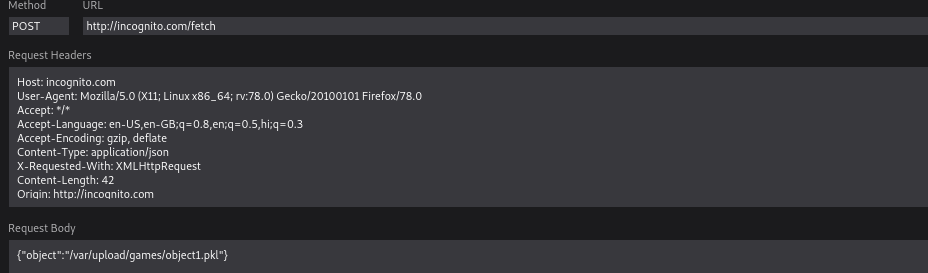 Method URL
POST http://incognito.com/fetch
Request Headers
Host: incognito.com
User-Agent: Mozilla/5.0 (X11; Linux x86_64; rv:78.0) Gecko/20100101 Firefox/78.0
Accept: */*
Accept-Language: en-US,en-GB;q=0.8,en;q=0.5,hi;q=0.3
Accept-Encoding: gzip, deflate
Content-Type: application/json
X-Requested-With: XMLHttpRequest
Content-Length: 42
Origin: http://incognito.com
Request Body
{"object":"/var/upload/games/object1.pkl"}